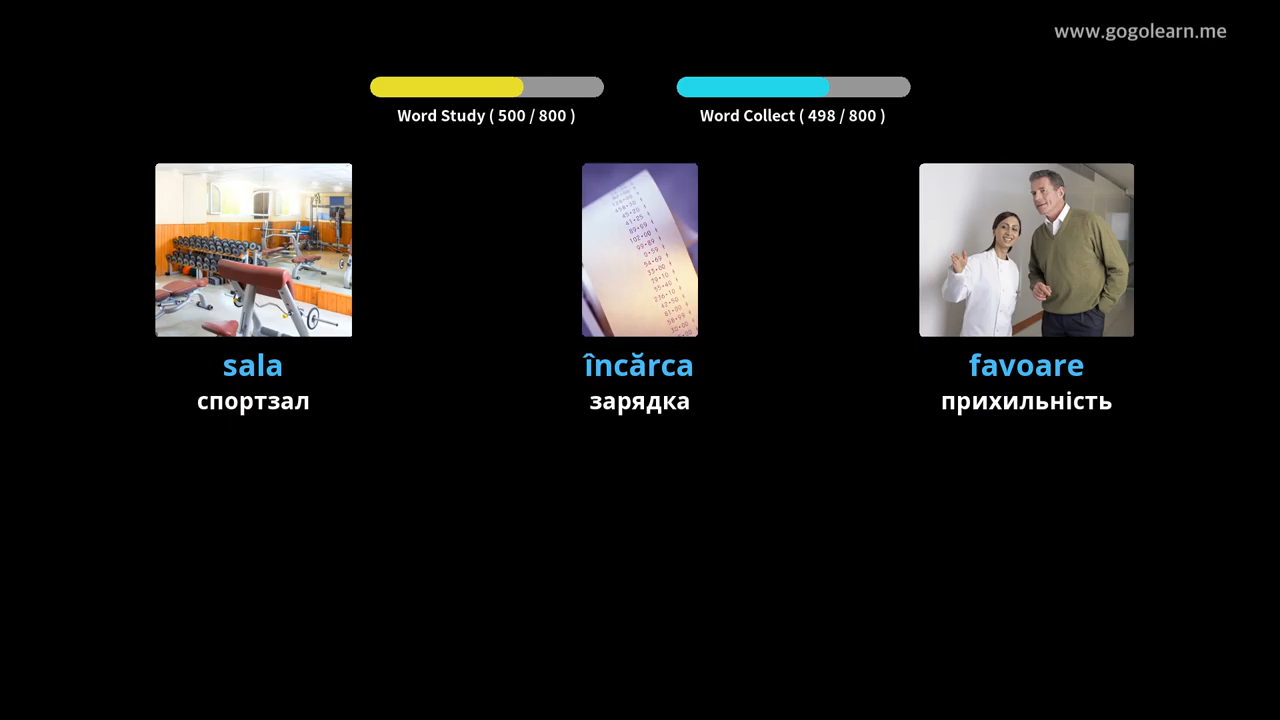 www.gogolearn.me
Word Study ( 500 / 800 )
Word Collect ( 498 / 800 )
sala
спортзал
încărca
зарядка
favoare
прихильність